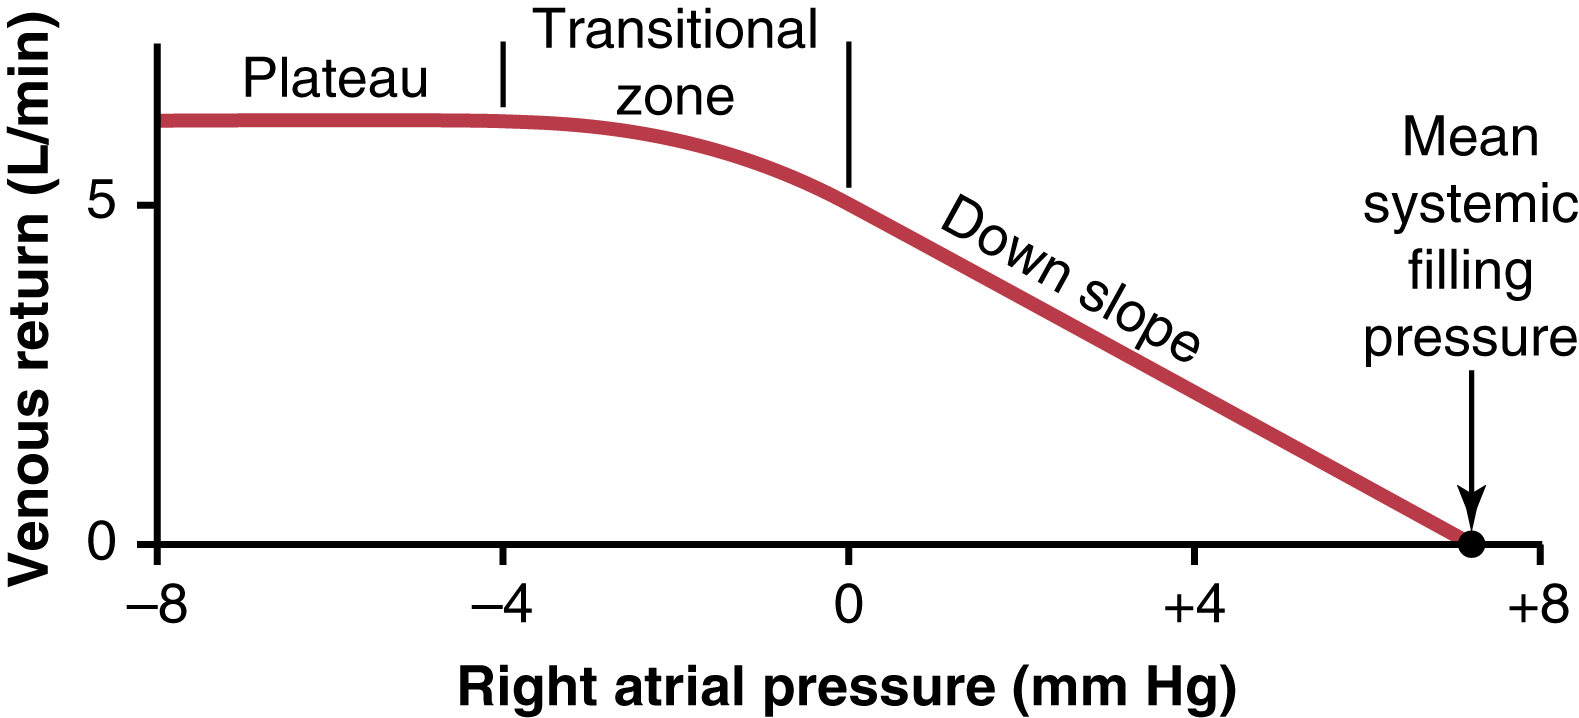 Transitional
zone
Plateau
Mean
systemic
filling
pressure
Down slope
Venous return (L/min)
5
0
–8
–4
0
+4
+8
Right atrial pressure (mm Hg)